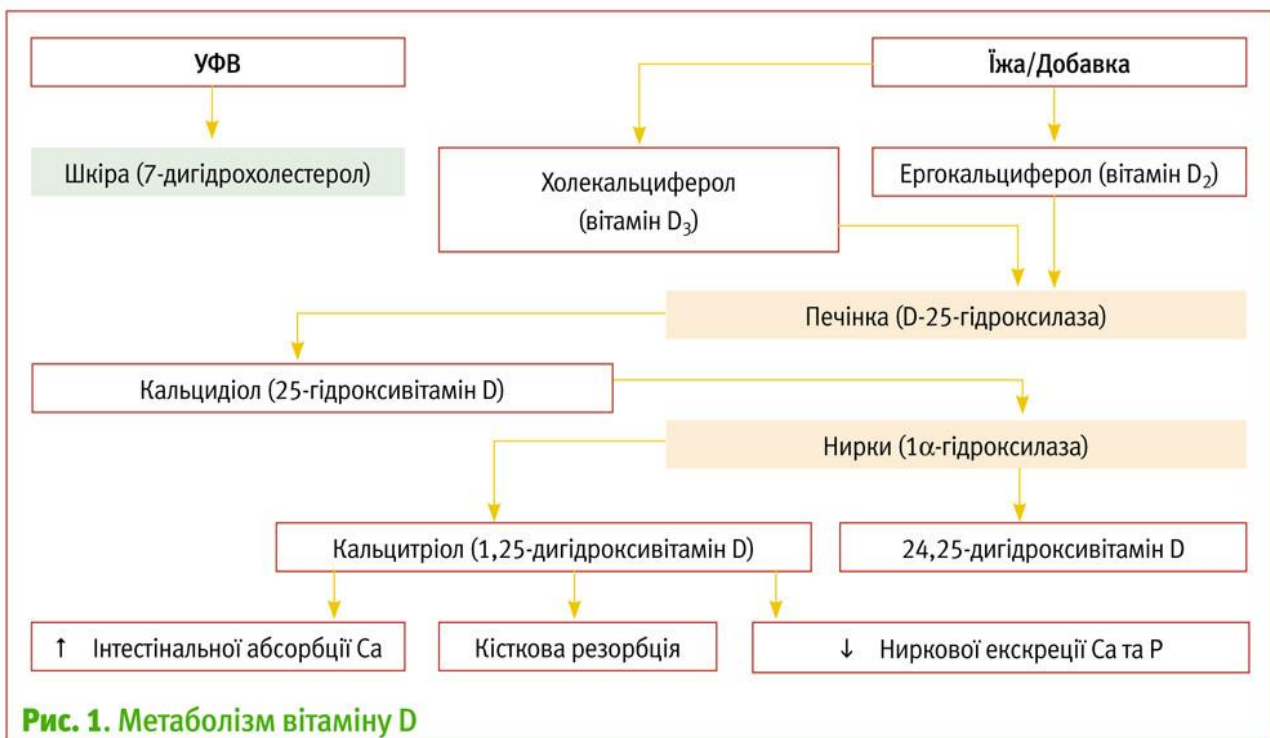 УФВ
Їжа/Добавка
Шкіра (7-дигідрохолестерол)
Холекальциферол
(вітамін D₃)
Ергокальциферол (вітамін D₂)
Печінка (D-25-гідроксилаза)
Кальцидіол (25-гідроксивітамін D)
Нирки (1α-гідроксилаза)
Кальцитріол (1,25-дигідроксивітамін D)
24,25-дигідроксивітамін D
↑ Інтестінальної абсорбції Са
Кісткова резорбція
↓ Ниркової екскреції Са та Р
Рис. 1. Метаболізм вітаміну D